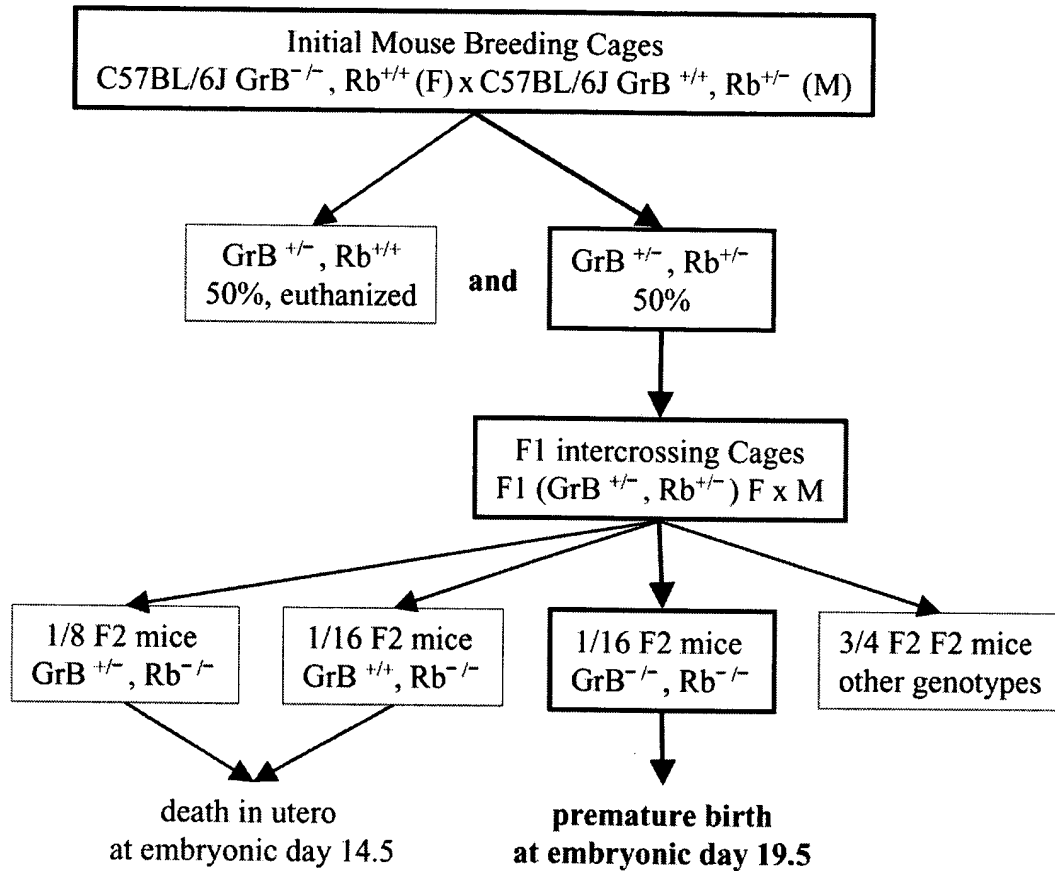 Initial Mouse Breeding Cages
C57BL/6J GrB⁻/⁻, Rb⁺/⁺ (F) x C57BL/6J GrB ⁺/⁺, Rb⁺/⁻ (M)
GrB ⁺/⁻, Rb⁺/⁺
50%, euthanized
and
GrB ⁺/⁻, Rb⁺/⁻
50%
F1 intercrossing Cages
F1 (GrB ⁺/⁻, Rb⁺/⁻) F x M
1/8 F2 mice
GrB ⁺/⁻, Rb⁻/⁻
1/16 F2 mice
GrB ⁺/⁺, Rb⁻/⁻
1/16 F2 mice
GrB⁻/⁻, Rb⁻/⁻
3/4 F2 F2 mice
other genotypes
death in utero
at embryonic day 14.5
premature birth
at embryonic day 19.5